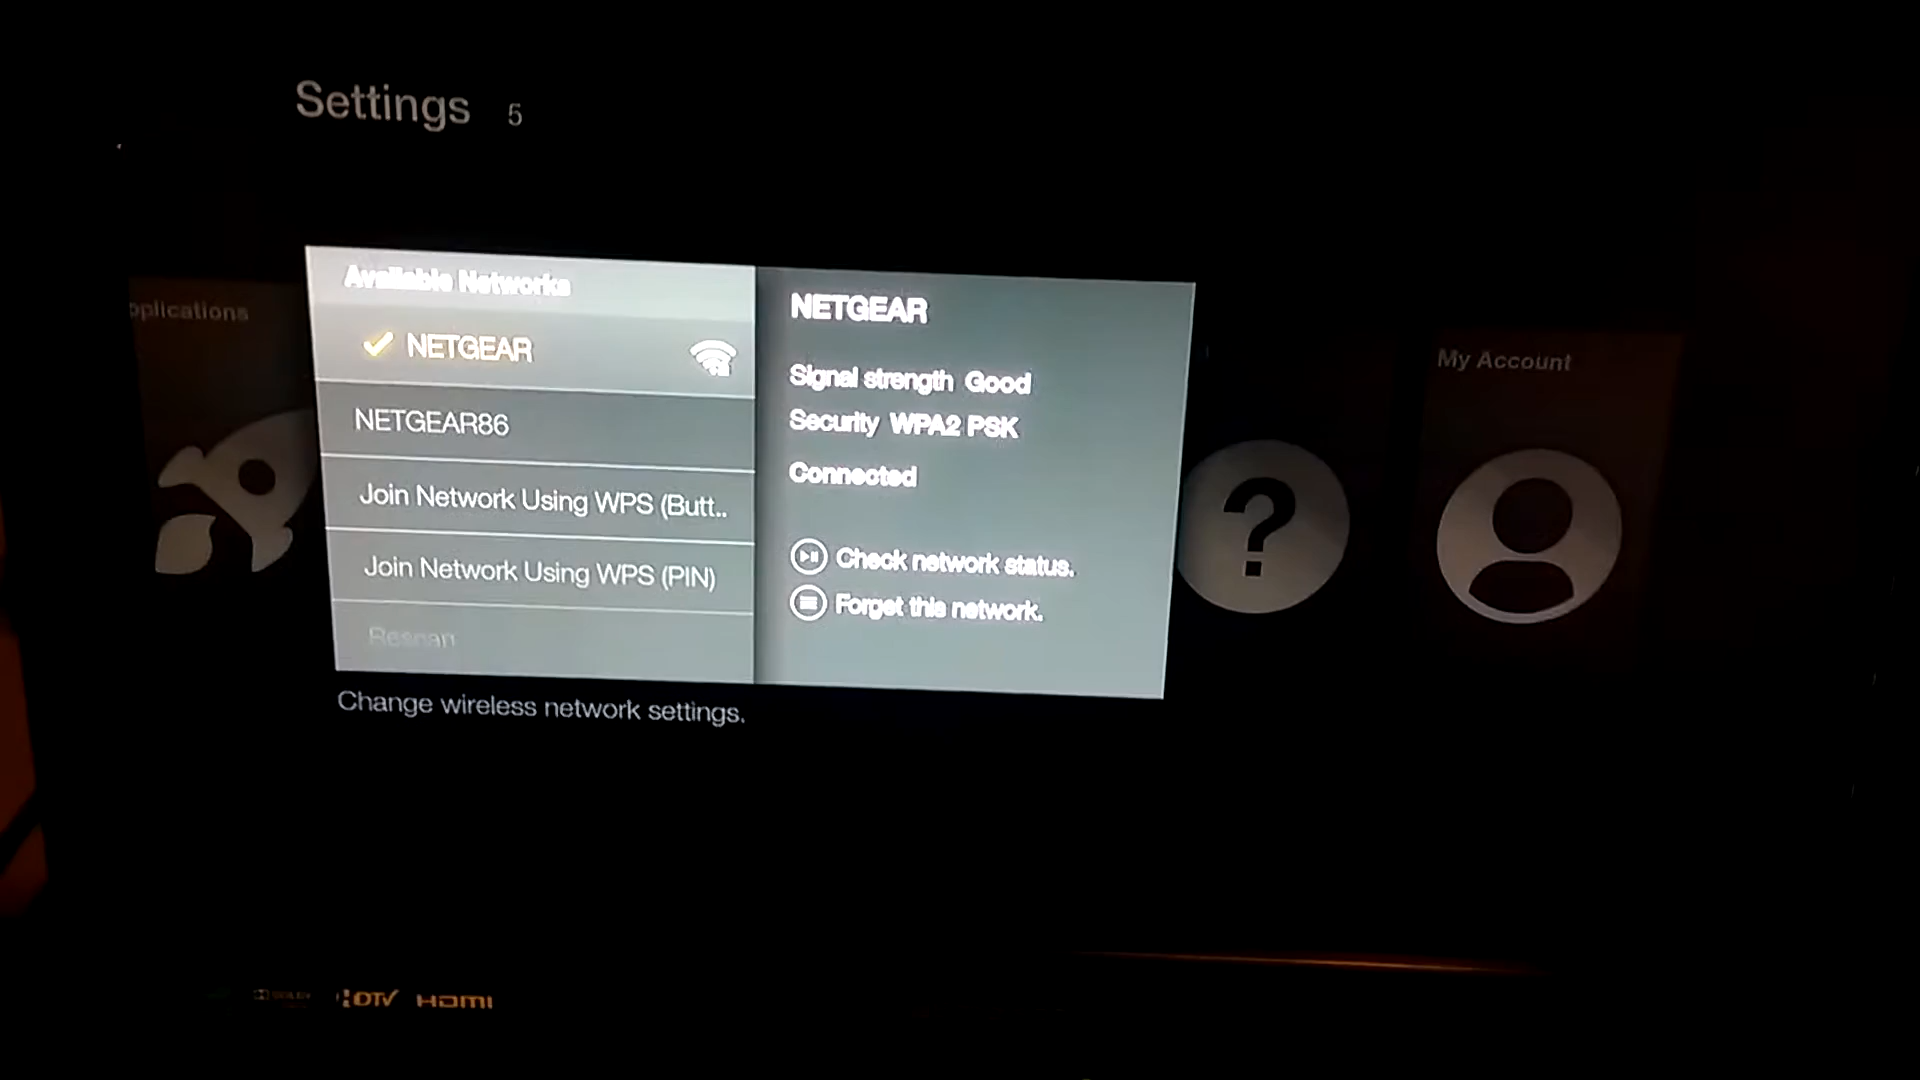 Settings 5
pplications
Available Networks
NETGEAR
NETGEAR86
Join Network Using WPS (Butt..
Join Network Using WPS (PIN)
Rescan
NETGEAR
Signal strength Good
Security WPA2 PSK
Connected
Check network status.
Forget this network.
?
My Account
Change wireless network settings.
HDTV HDMI